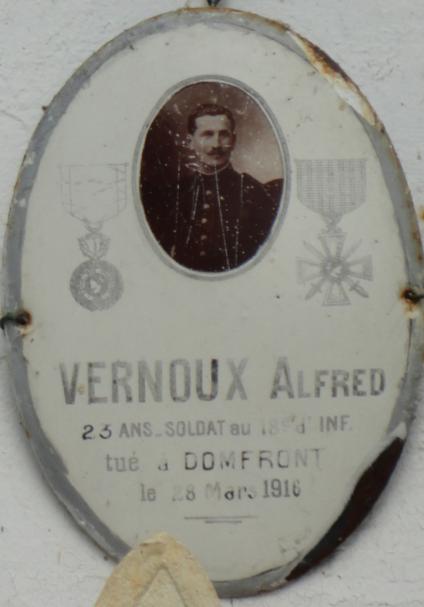 VERNOUX ALFRED
23 ANS_SOLDAT au d' INF.
tué à DOMFRONT
le 28 Mars 1916